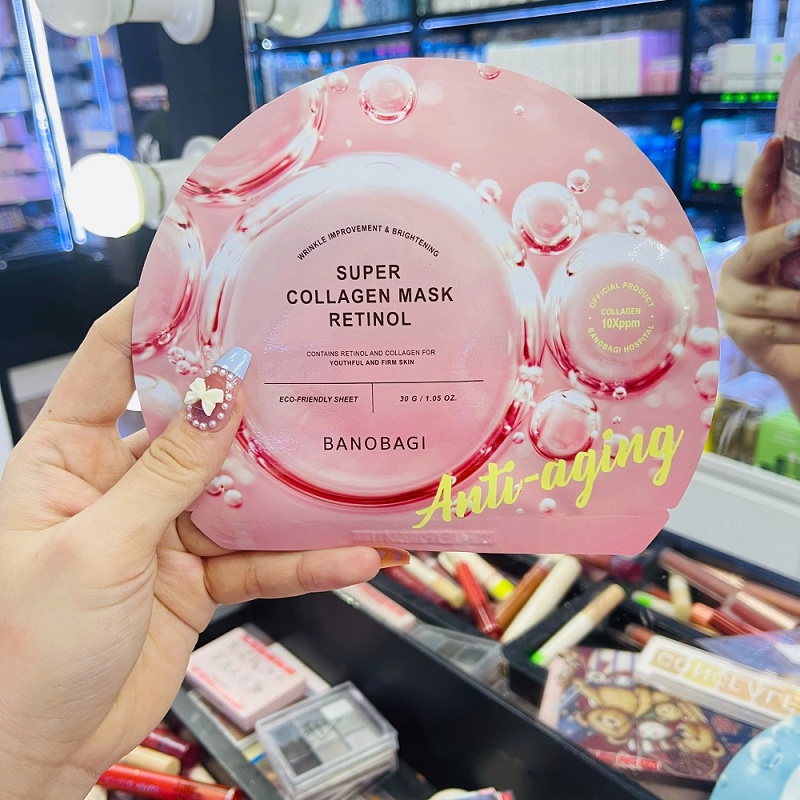 WRINKLE IMPROVEMENT & BRIGHTENING
SUPER
COLLAGEN MASK
RETINOL
CONTAINS RETINOL AND COLLAGEN FOR
YOUTHFUL AND FIRM SKIN
ECO-FRIENDLY SHEET
30 G / 1.05 OZ.
BANOBAGI
OFFICIAL PRODUCT
COLLAGEN
10Xppm
BANOBAGI HOSPITAL
Anti-aging